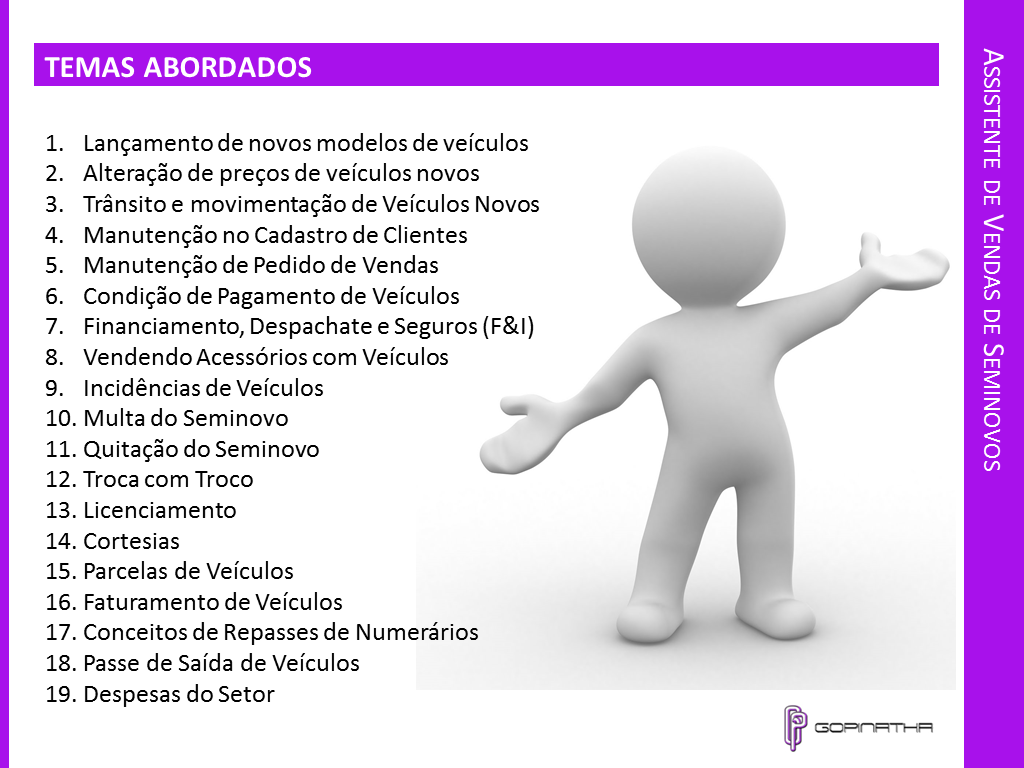 TEMAS ABORDADOS
1. Lançamento de novos modelos de veículos
2. Alteração de preços de veículos novos
3. Trânsito e movimentação de Veículos Novos
4. Manutenção no Cadastro de Clientes
5. Manutenção de Pedido de Vendas
6. Condição de Pagamento de Veículos
7. Financiamento, Despachate e Seguros (F&I)
8. Vendendo Acessórios com Veículos
9. Incidências de Veículos
10. Multa do Seminovo
11. Quitação do Seminovo
12. Troca com Troco
13. Licenciamento
14. Cortesias
15. Parcelas de Veículos
16. Faturamento de Veículos
17. Conceitos de Repasses de Numerários
18. Passe de Saída de Veículos
19. Despesas do Setor
ASSISTENTE DE VENDAS DE SEMINOVOS
GOPINATHA